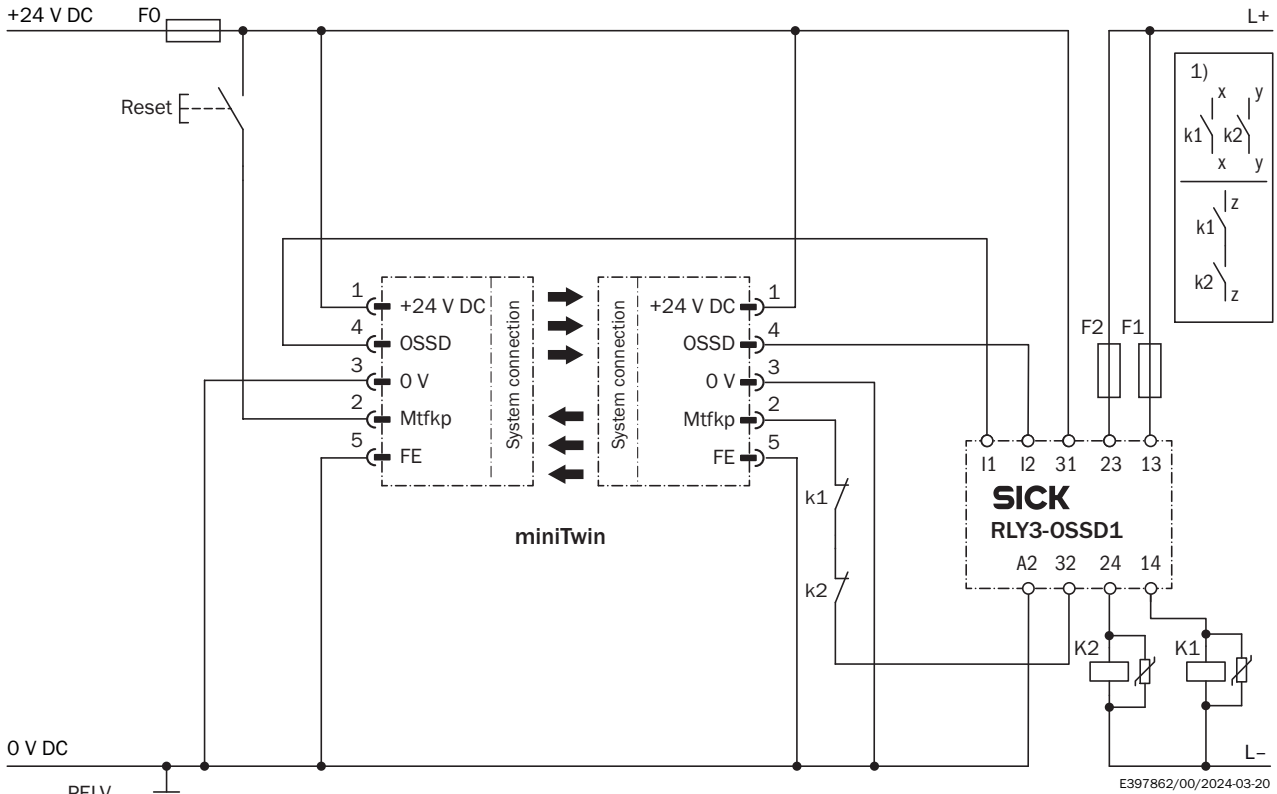 +24 V DC F0 L+
1)
x y
k1 k2
x y
z
k1
k2
z
Reset
1 +24 V DC
4 OSSD
3 0 V
2 Mtfkp
5 FE
System connection
System connection
+24 V DC 1
OSSD 4
0 V 3
Mtfkp 2
FE 5
miniTwin
k1
k2
F2 F1
I1 I2 31 23 13
SICK
RLY3-OSSD1
A2 32 24 14
K2 K1
0 V DC L–
PELV
E397862/00/2024-03-20